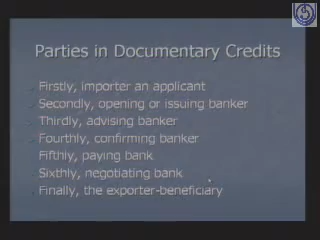 Parties in Documentary Credits
Firstly, importer an applicant
Secondly, opening or issuing banker
Thirdly, advising banker
Fourthly, confirming banker
Fifthly, paying bank
Sixthly, negotiating bank
Finally, the exporter-beneficiary